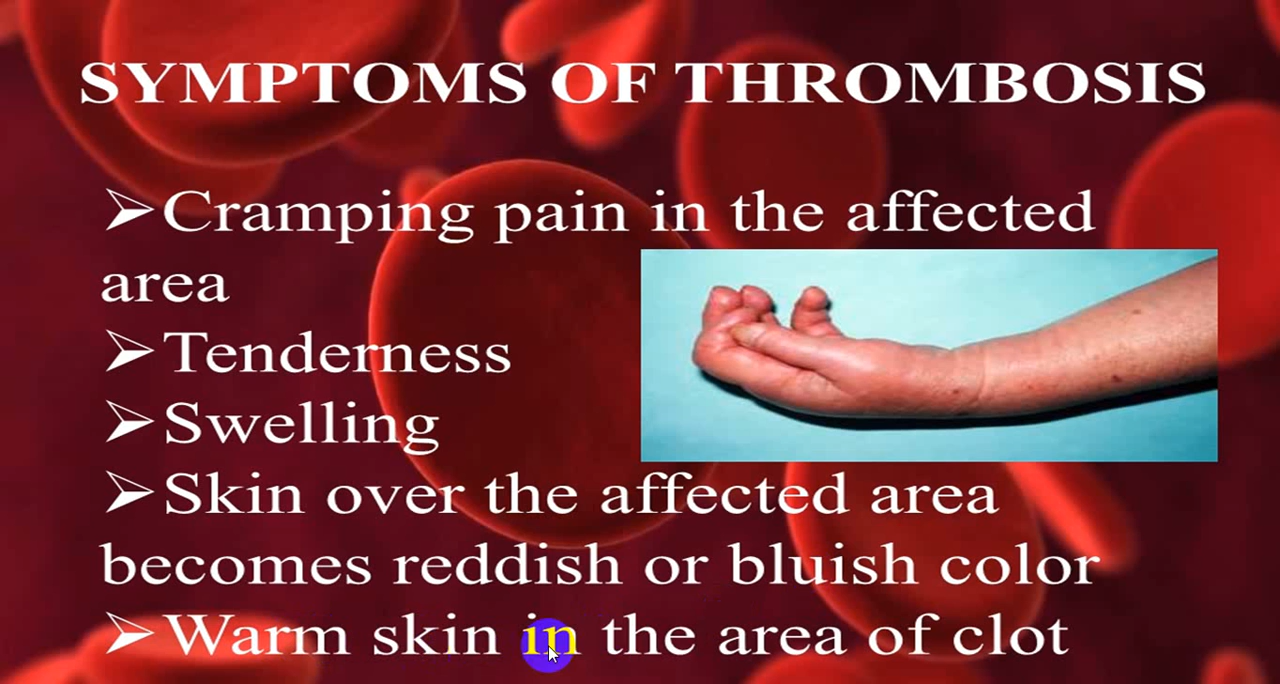 SYMPTOMS OF THROMBOSIS
➢Cramping pain in the affected
area
➢Tenderness
➢Swelling
➢Skin over the affected area
becomes reddish or bluish color
➢Warm skin in the area of clot